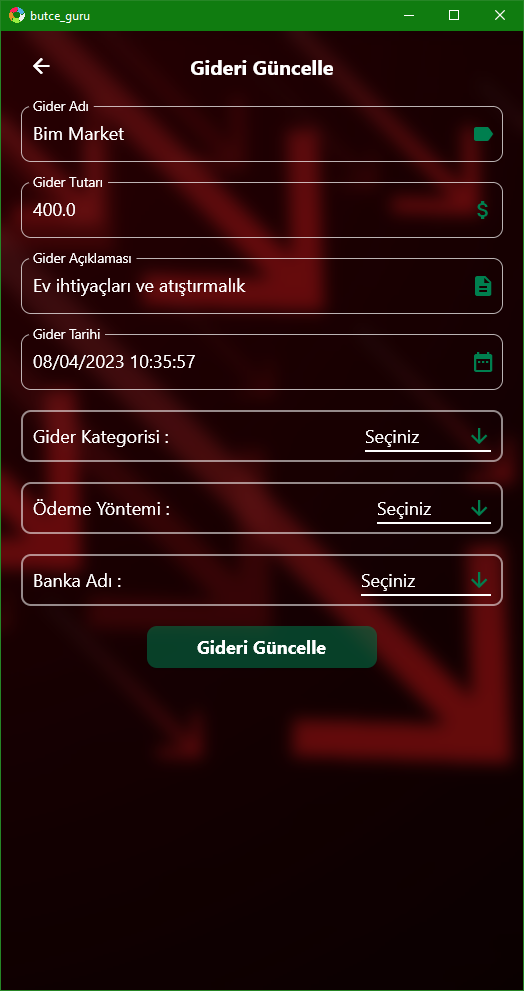 butce_guru
Gideri Güncelle
Gider Adı
Bim Market
Gider Tutarı
400.0
Gider Açıklaması
Ev ihtiyaçları ve atıştırmalık
Gider Tarihi
08/04/2023 10:35:57
Gider Kategorisi : Seçiniz
Ödeme Yöntemi : Seçiniz
Banka Adı : Seçiniz
Gideri Güncelle